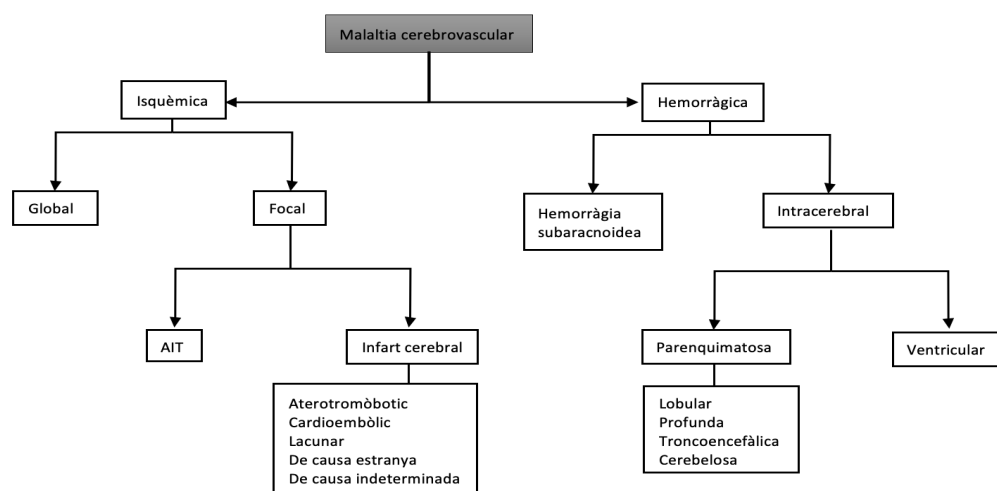 Malaltia cerebrovascular
Isquèmica
Hemorràgica
Global
Focal
Hemorràgia
subaracnoidea
Intracerebral
AIT
Infart cerebral
Parenquimatosa
Ventricular
Aterotromòbotic
Cardioembòlic
Lacunar
De causa estranya
De causa indeterminada
Lobular
Profunda
Troncoencefàlica
Cerebelosa